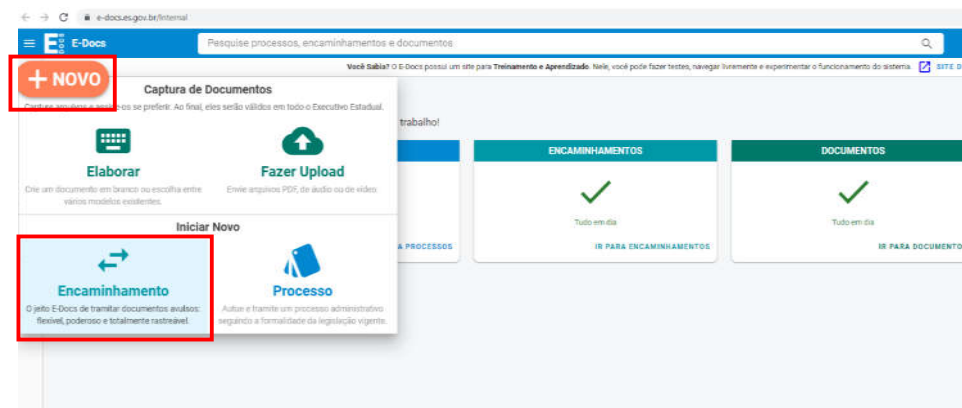 e-docs.es.gov.br/Internal
E-Docs
E-Docs
Pesquise processos, encaminhamentos e documentos
Você Sabia? O E-Docs possui um site para Treinamento e Aprendizado. Nele, você pode fazer testes, navegar livremente e experimentar o funcionamento do sistema.
SITE D
+ NOVO
Captura de Documentos
Capture arquivos e assine-os se preferir. Ao final, eles serão válidos em todo o Executivo Estadual.
trabalho!
Elaborar
Fazer Upload
Crie um documento em branco ou escolha entre
vários modelos existentes.
Envie arquivos PDF, de áudio ou de vídeo.
ENCAMINHAMENTOS
DOCUMENTOS
Tudo em dia
Tudo em dia
A PROCESSOS
IR PARA ENCAMINHAMENTOS
IR PARA DOCUMENTO
Iniciar Novo
Encaminhamento
Processo
O jeito E-Docs de tramitar documentos avulsos:
flexível, poderoso e totalmente rastreável.
Autue e tramite um processo administrativo
seguindo a formalidade da legislação vigente.